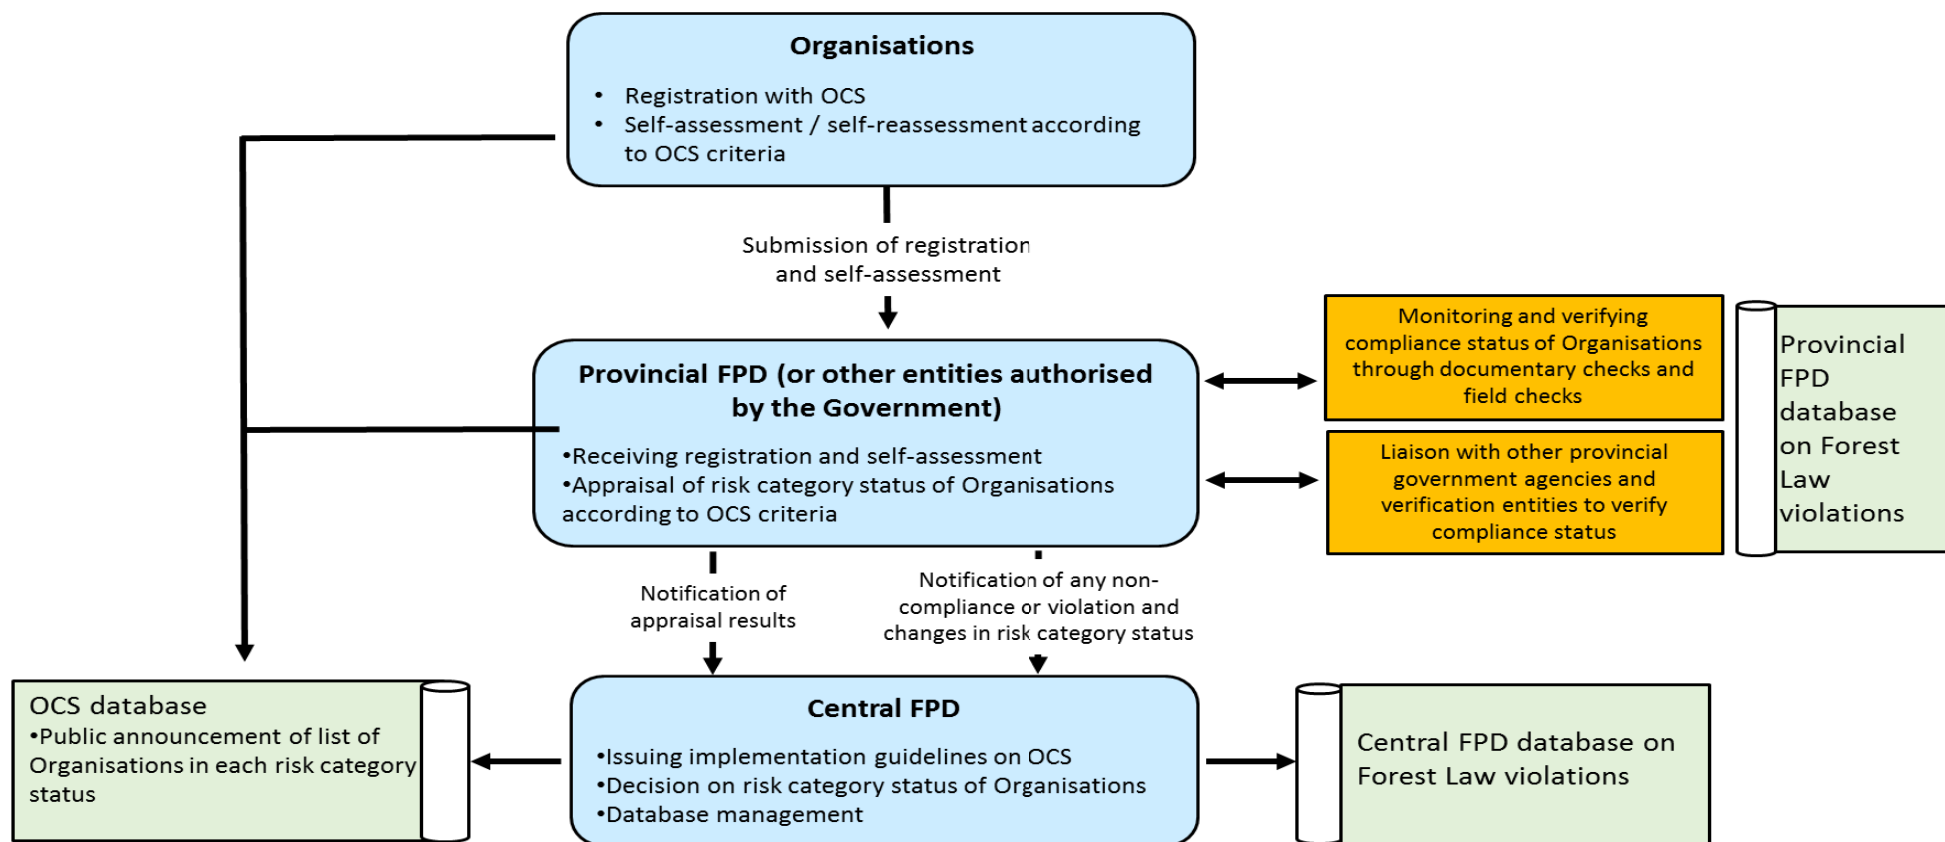 Organisations
• Registration with OCS
• Self-assessment / self-reassessment according
to OCS criteria
Submission of registration
and self-assessment
Provincial FPD (or other entities authorised
by the Government)
•Receiving registration and self-assessment
•Appraisal of risk category status of Organisations
according to OCS criteria
Monitoring and verifying
compliance status of Organisations
through documentary checks and
field checks
Liaison with other provincial
government agencies and
verification entities to verify
compliance status
Provincial
FPD
database
on Forest
Law
violations
Notification of
appraisal results
Notification of any non-
compliance or violation and
changes in risk category status
OCS database
•Public announcement of list of
Organisations in each risk category
status
Central FPD
•Issuing implementation guidelines on OCS
•Decision on risk category status of Organisations
•Database management
Central FPD database on
Forest Law violations